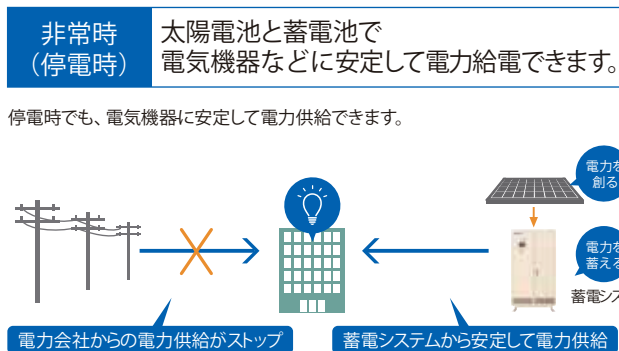 非常時
(停電時)
太陽電池と蓄電池で
電気機器などに安定して電力給電できます。
停電時でも、電気機器に安定して電力供給できます。
電力を
創る
電力を
蓄える
蓄電シス
電力会社からの電力供給がストップ
蓄電システムから安定して電力供給